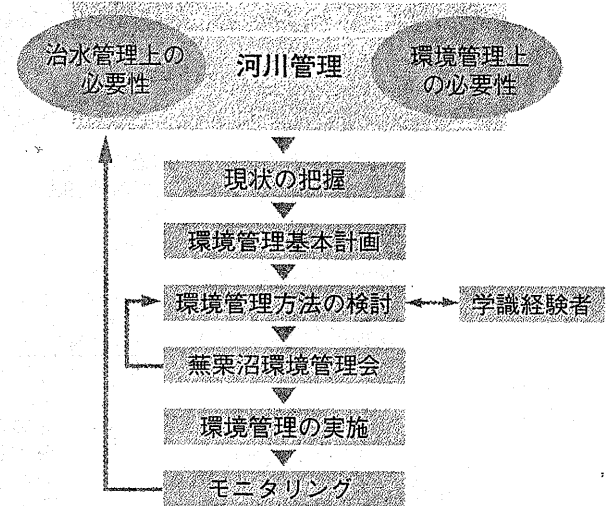 治水管理上の
必要性
河川管理
環境管理上
の必要性
現状の把握
環境管理基本計画
環境管理方法の検討
学識経験者
蕪栗沼環境管理会
環境管理の実施
モニタリング